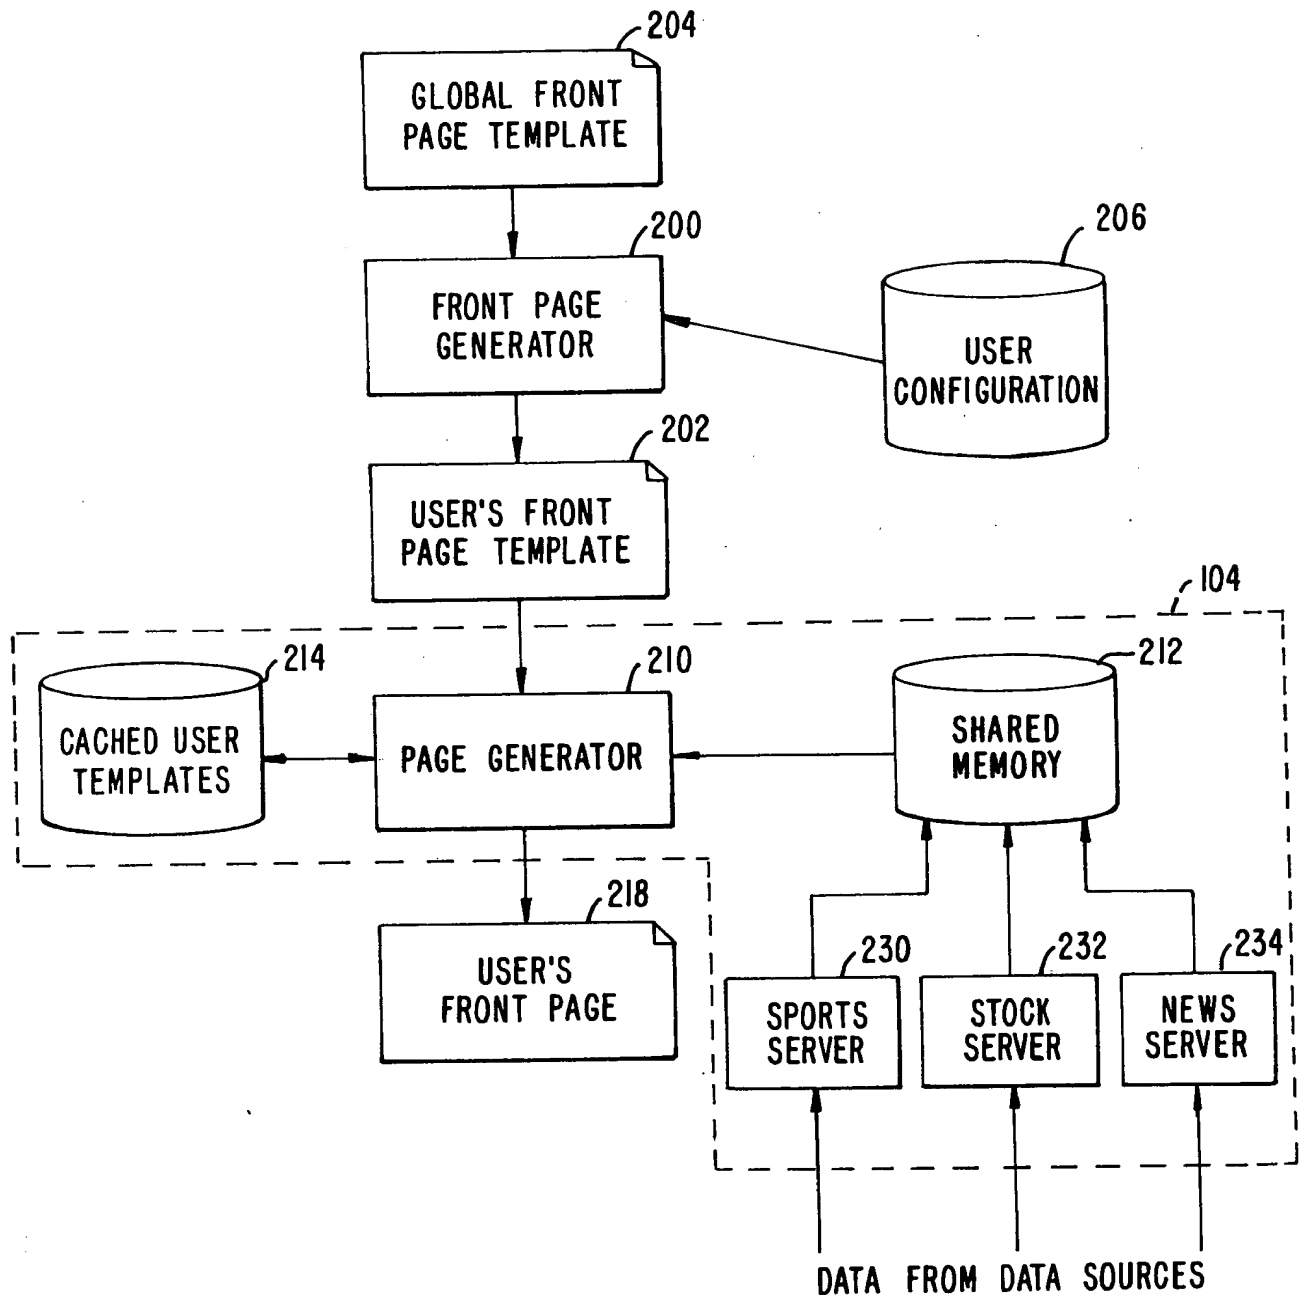 204
GLOBAL FRONT
PAGE TEMPLATE
200
206
FRONT PAGE
GENERATOR
USER
CONFIGURATION
202
USER'S FRONT
PAGE TEMPLATE
104
214
210
212
CACHED USER
TEMPLATES
PAGE GENERATOR
SHARED
MEMORY
218
230
232
234
USER'S
FRONT PAGE
SPORTS
SERVER
STOCK
SERVER
NEWS
SERVER
DATA FROM DATA SOURCES